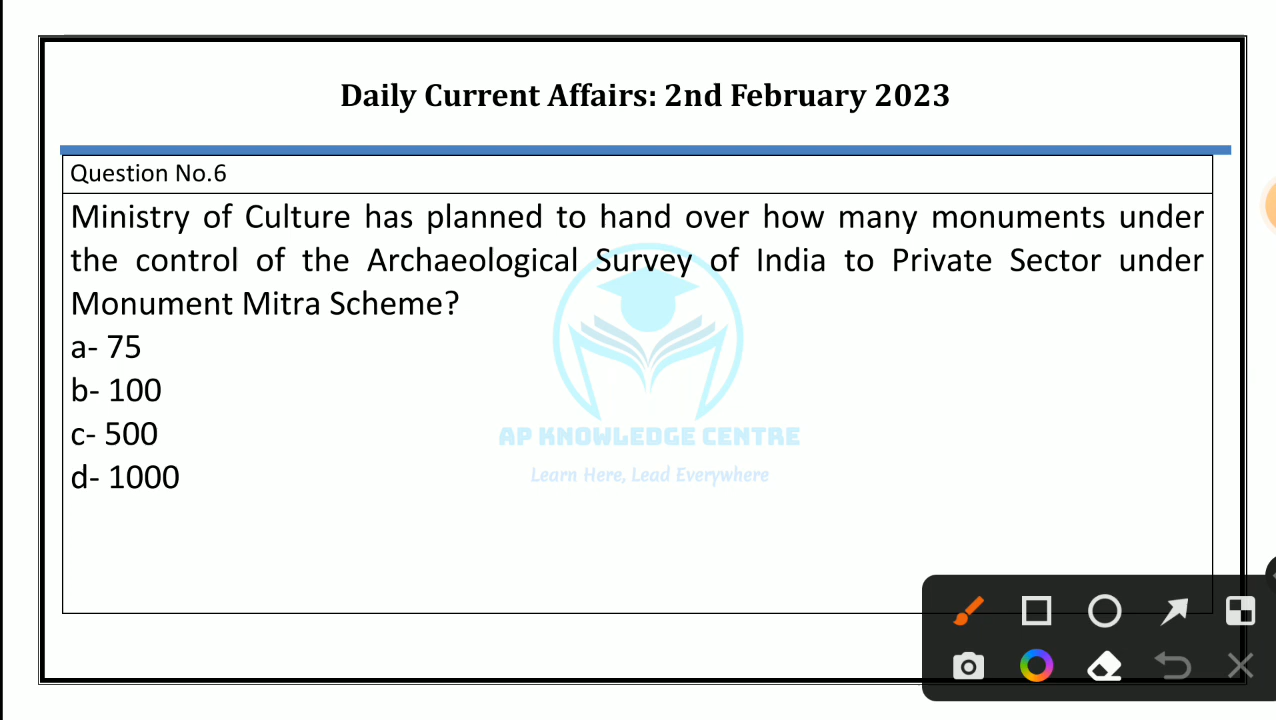 Daily Current Affairs: 2nd February 2023
Question No.6
Ministry of Culture has planned to hand over how many monuments under
the control of the Archaeological Survey of India to Private Sector under
Monument Mitra Scheme?
a- 75
b- 100
c- 500
d- 1000
AP KNOWLEDGE CENTRE
Learn Here, Lead Everywhere